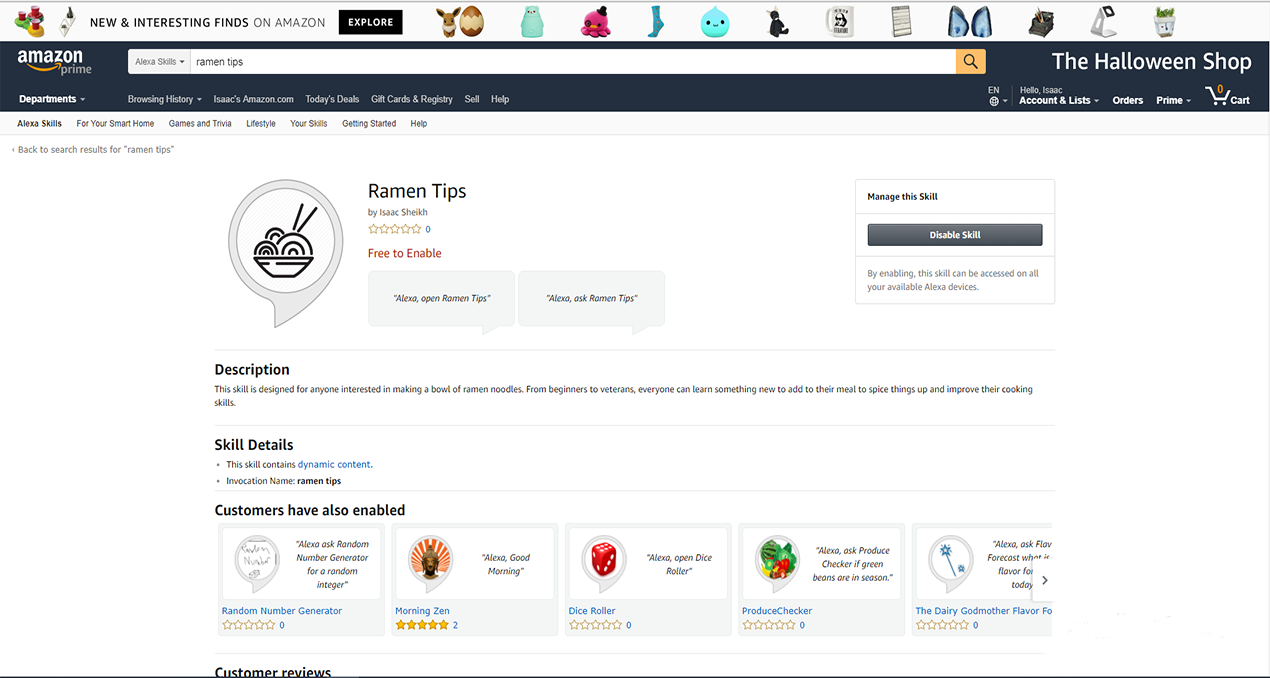 NEW & INTERESTING FINDS ON AMAZON EXPLORE
amazon prime
Alexa Skills
ramen tips
The Halloween Shop
Departments
Browsing History
Isaac's Amazon.com
Today's Deals
Gift Cards & Registry
Sell
Help
EN
Hello, Isaac
Account & Lists
Orders
Prime
0
Cart
Alexa Skills
For Your Smart Home
Games and Trivia
Lifestyle
Your Skills
Getting Started
Help
‹ Back to search results for "ramen tips"
Ramen Tips
by Isaac Sheikh
0
Free to Enable
"Alexa, open Ramen Tips"
"Alexa, ask Ramen Tips"
Manage this Skill
Disable Skill
By enabling, this skill can be accessed on all
your available Alexa devices.
Description
This skill is designed for anyone interested in making a bowl of ramen noodles. From beginners to veterans, everyone can learn something new to add to their meal to spice things up and improve their cooking
skills.
Skill Details
• This skill contains dynamic content.
• Invocation Name: ramen tips
Customers have also enabled
Random
Number
"Alexa ask Random
Number Generator
for a random
integer"
Random Number Generator
0
"Alexa, Good
Morning"
Morning Zen
2
"Alexa, open Dice
Roller"
Dice Roller
0
"Alexa, ask Produce
Checker if green
beans are in season."
ProduceChecker
0
"Alexa, ask Flav
Forecast what is
flavor for
today
The Dairy Godmother Flavor Fo
0
Customer reviews